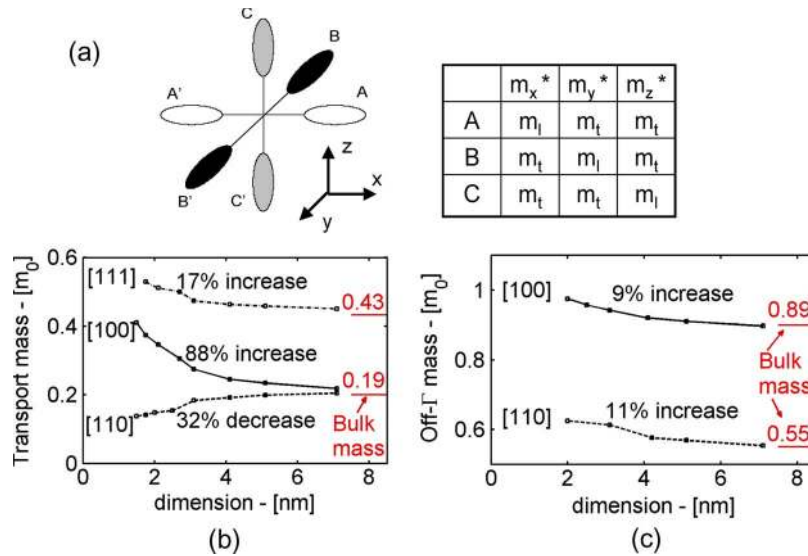 (a)
C
B
A'
A
B'
C'
z
x
y
m_x* m_y* m_z*
A m_l m_t m_t
B m_t m_l m_t
C m_t m_t m_l
0.6
0.4
0.2
0
Transport mass - [m_0]
[111]
17% increase
0.43
[100]
88% increase
0.19
[110]
32% decrease
Bulk
mass
0 2 4 6 8
dimension - [nm]
(b)
1
0.8
0.6
Off-Γ mass - [m_0]
[100]
9% increase
0.89
Bulk
mass
[110]
11% increase
0.55
0 2 4 6 8
dimension - [nm]
(c)